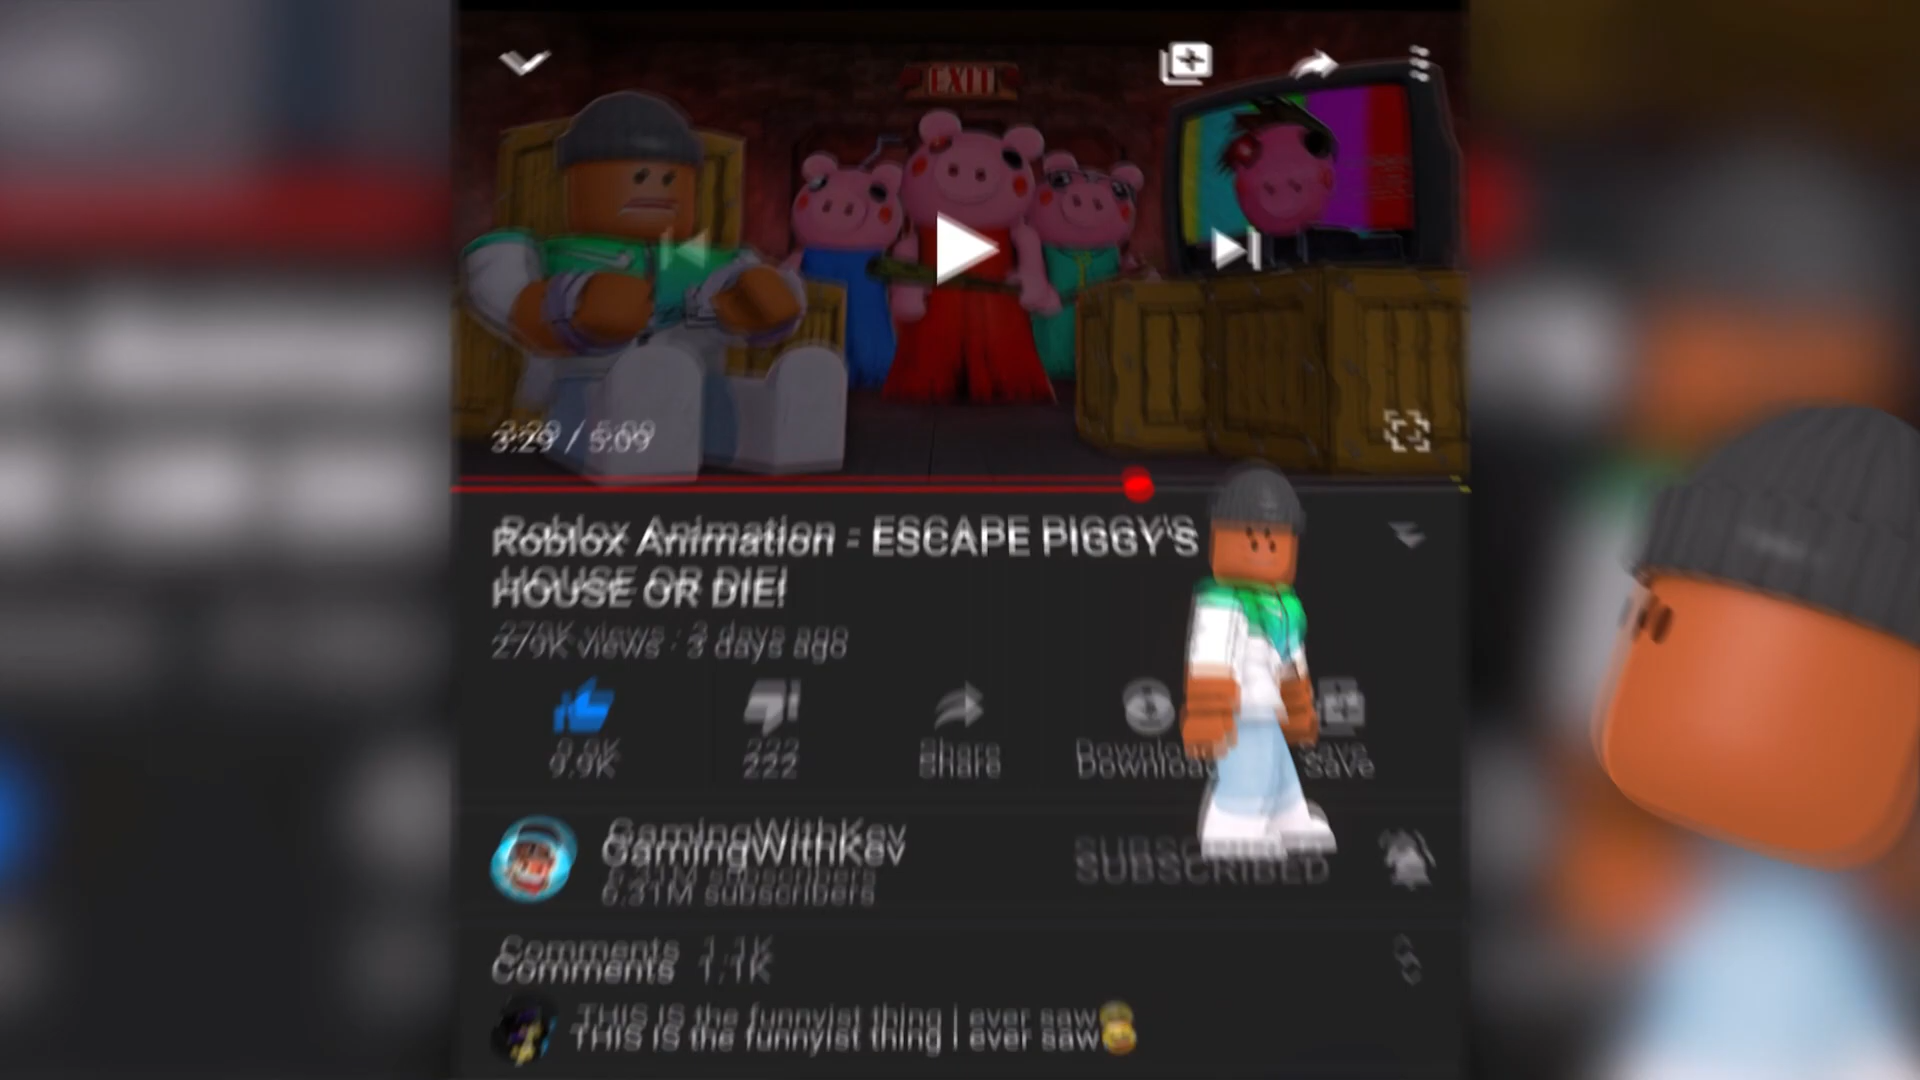 EXIT
3:29 / 5:09
Roblox Animation - ESCAPE PIGGY'S
HOUSE OR DIE!
279K views · 3 days ago
9.9K
222
Share
Download
Save
GamingWithKev
6.31M subscribers
SUBSCRIBED
Comments 1.1K
THIS IS the funnyist thing i ever saw